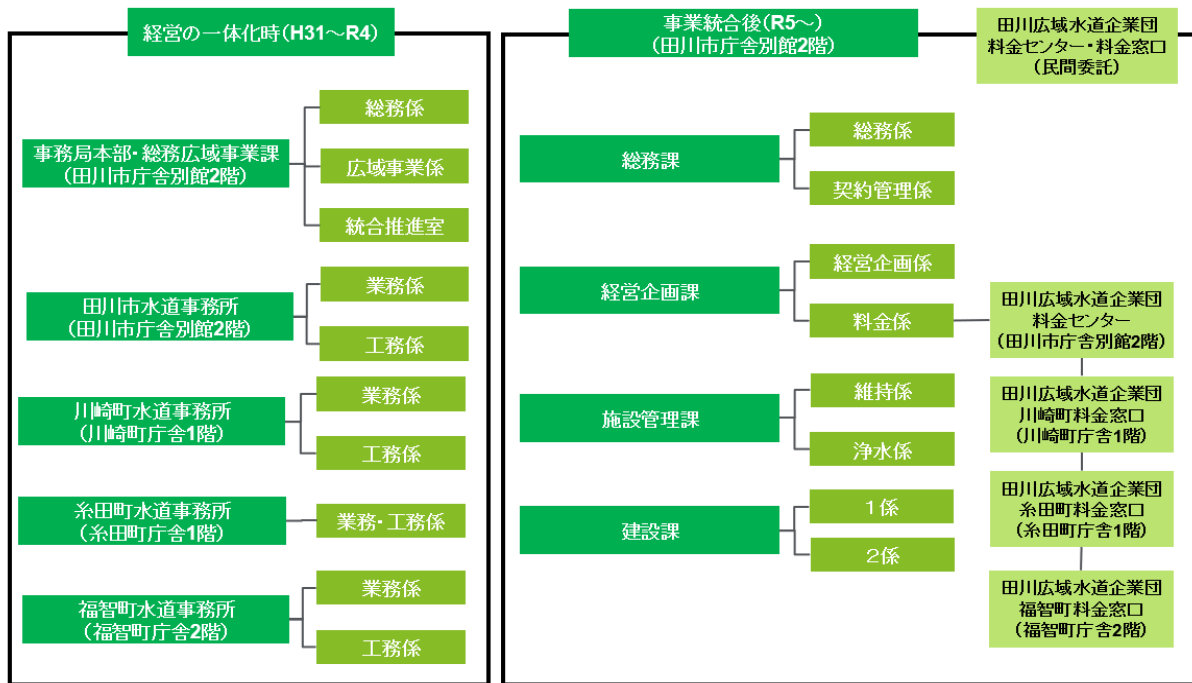 経営の一体化時(H31～R4)
事務局本部・総務広域事業課
(田川市庁舎別館2階)
総務係
広域事業係
統合推進室
田川市水道事務所
(田川市庁舎別館2階)
業務係
工務係
川崎町水道事務所
(川崎町庁舎1階)
業務係
工務係
糸田町水道事務所
(糸田町庁舎1階)
業務・工務係
福智町水道事務所
(福智町庁舎2階)
業務係
工務係
事業統合後(R5～)
(田川市庁舎別館2階)
田川広域水道企業団
料金センター・料金窓口
(民間委託)
総務課
総務係
契約管理係
経営企画課
経営企画係
料金係
田川広域水道企業団
料金センター
(田川市庁舎別館2階)
田川広域水道企業団
川崎町料金窓口
(川崎町庁舎1階)
田川広域水道企業団
糸田町料金窓口
(糸田町庁舎1階)
田川広域水道企業団
福智町料金窓口
(福智町庁舎2階)
施設管理課
維持係
浄水係
建設課
１係
２係